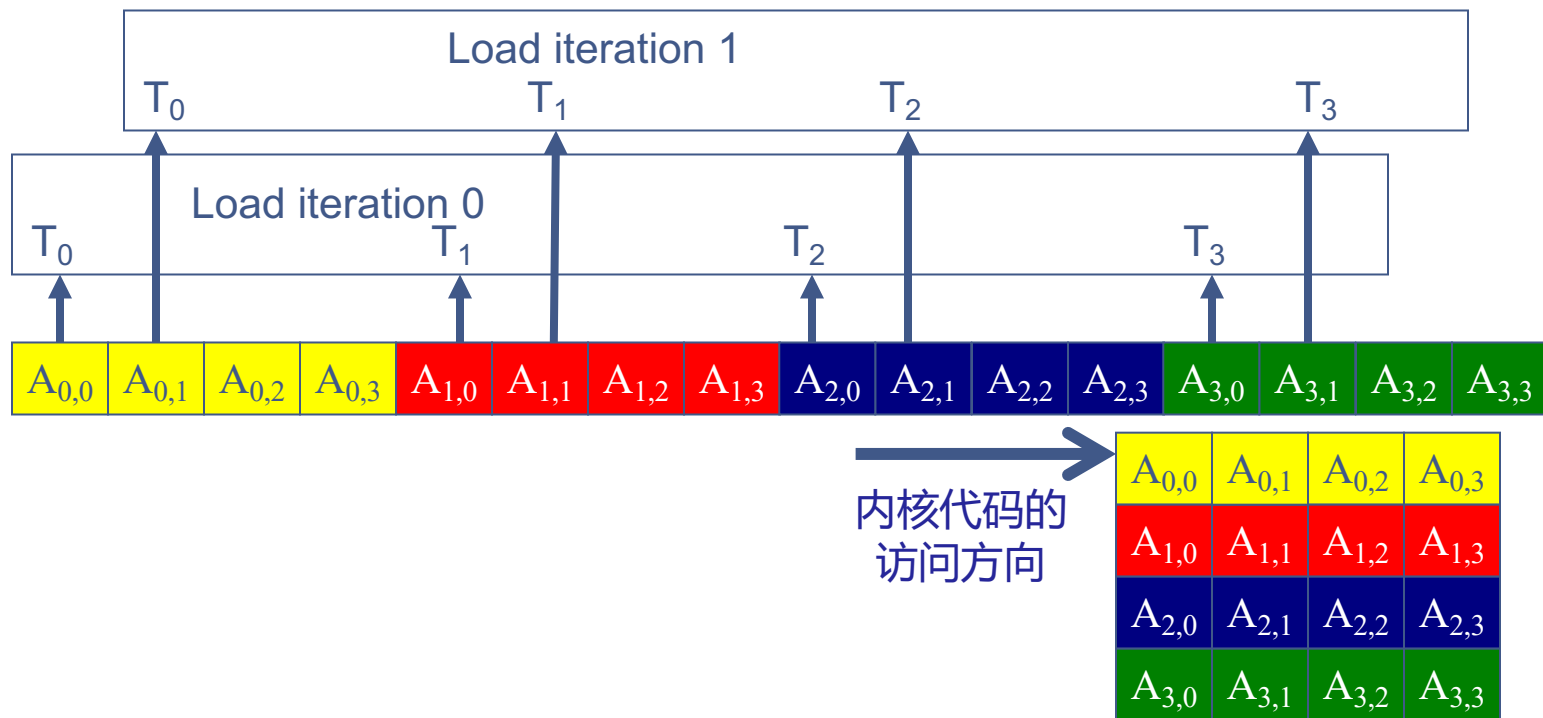 Load iteration 1
T₀ T₁ T₂ T₃
Load iteration 0
T₀ T₁ T₂ T₃
A₀,₀ A₀,₁ A₀,₂ A₀,₃ A₁,₀ A₁,₁ A₁,₂ A₁,₃ A₂,₀ A₂,₁ A₂,₂ A₂,₃ A₃,₀ A₃,₁ A₃,₂ A₃,₃
内核代码的
访问方向
A₀,₀ A₀,₁ A₀,₂ A₀,₃
A₁,₀ A₁,₁ A₁,₂ A₁,₃
A₂,₀ A₂,₁ A₂,₂ A₂,₃
A₃,₀ A₃,₁ A₃,₂ A₃,₃